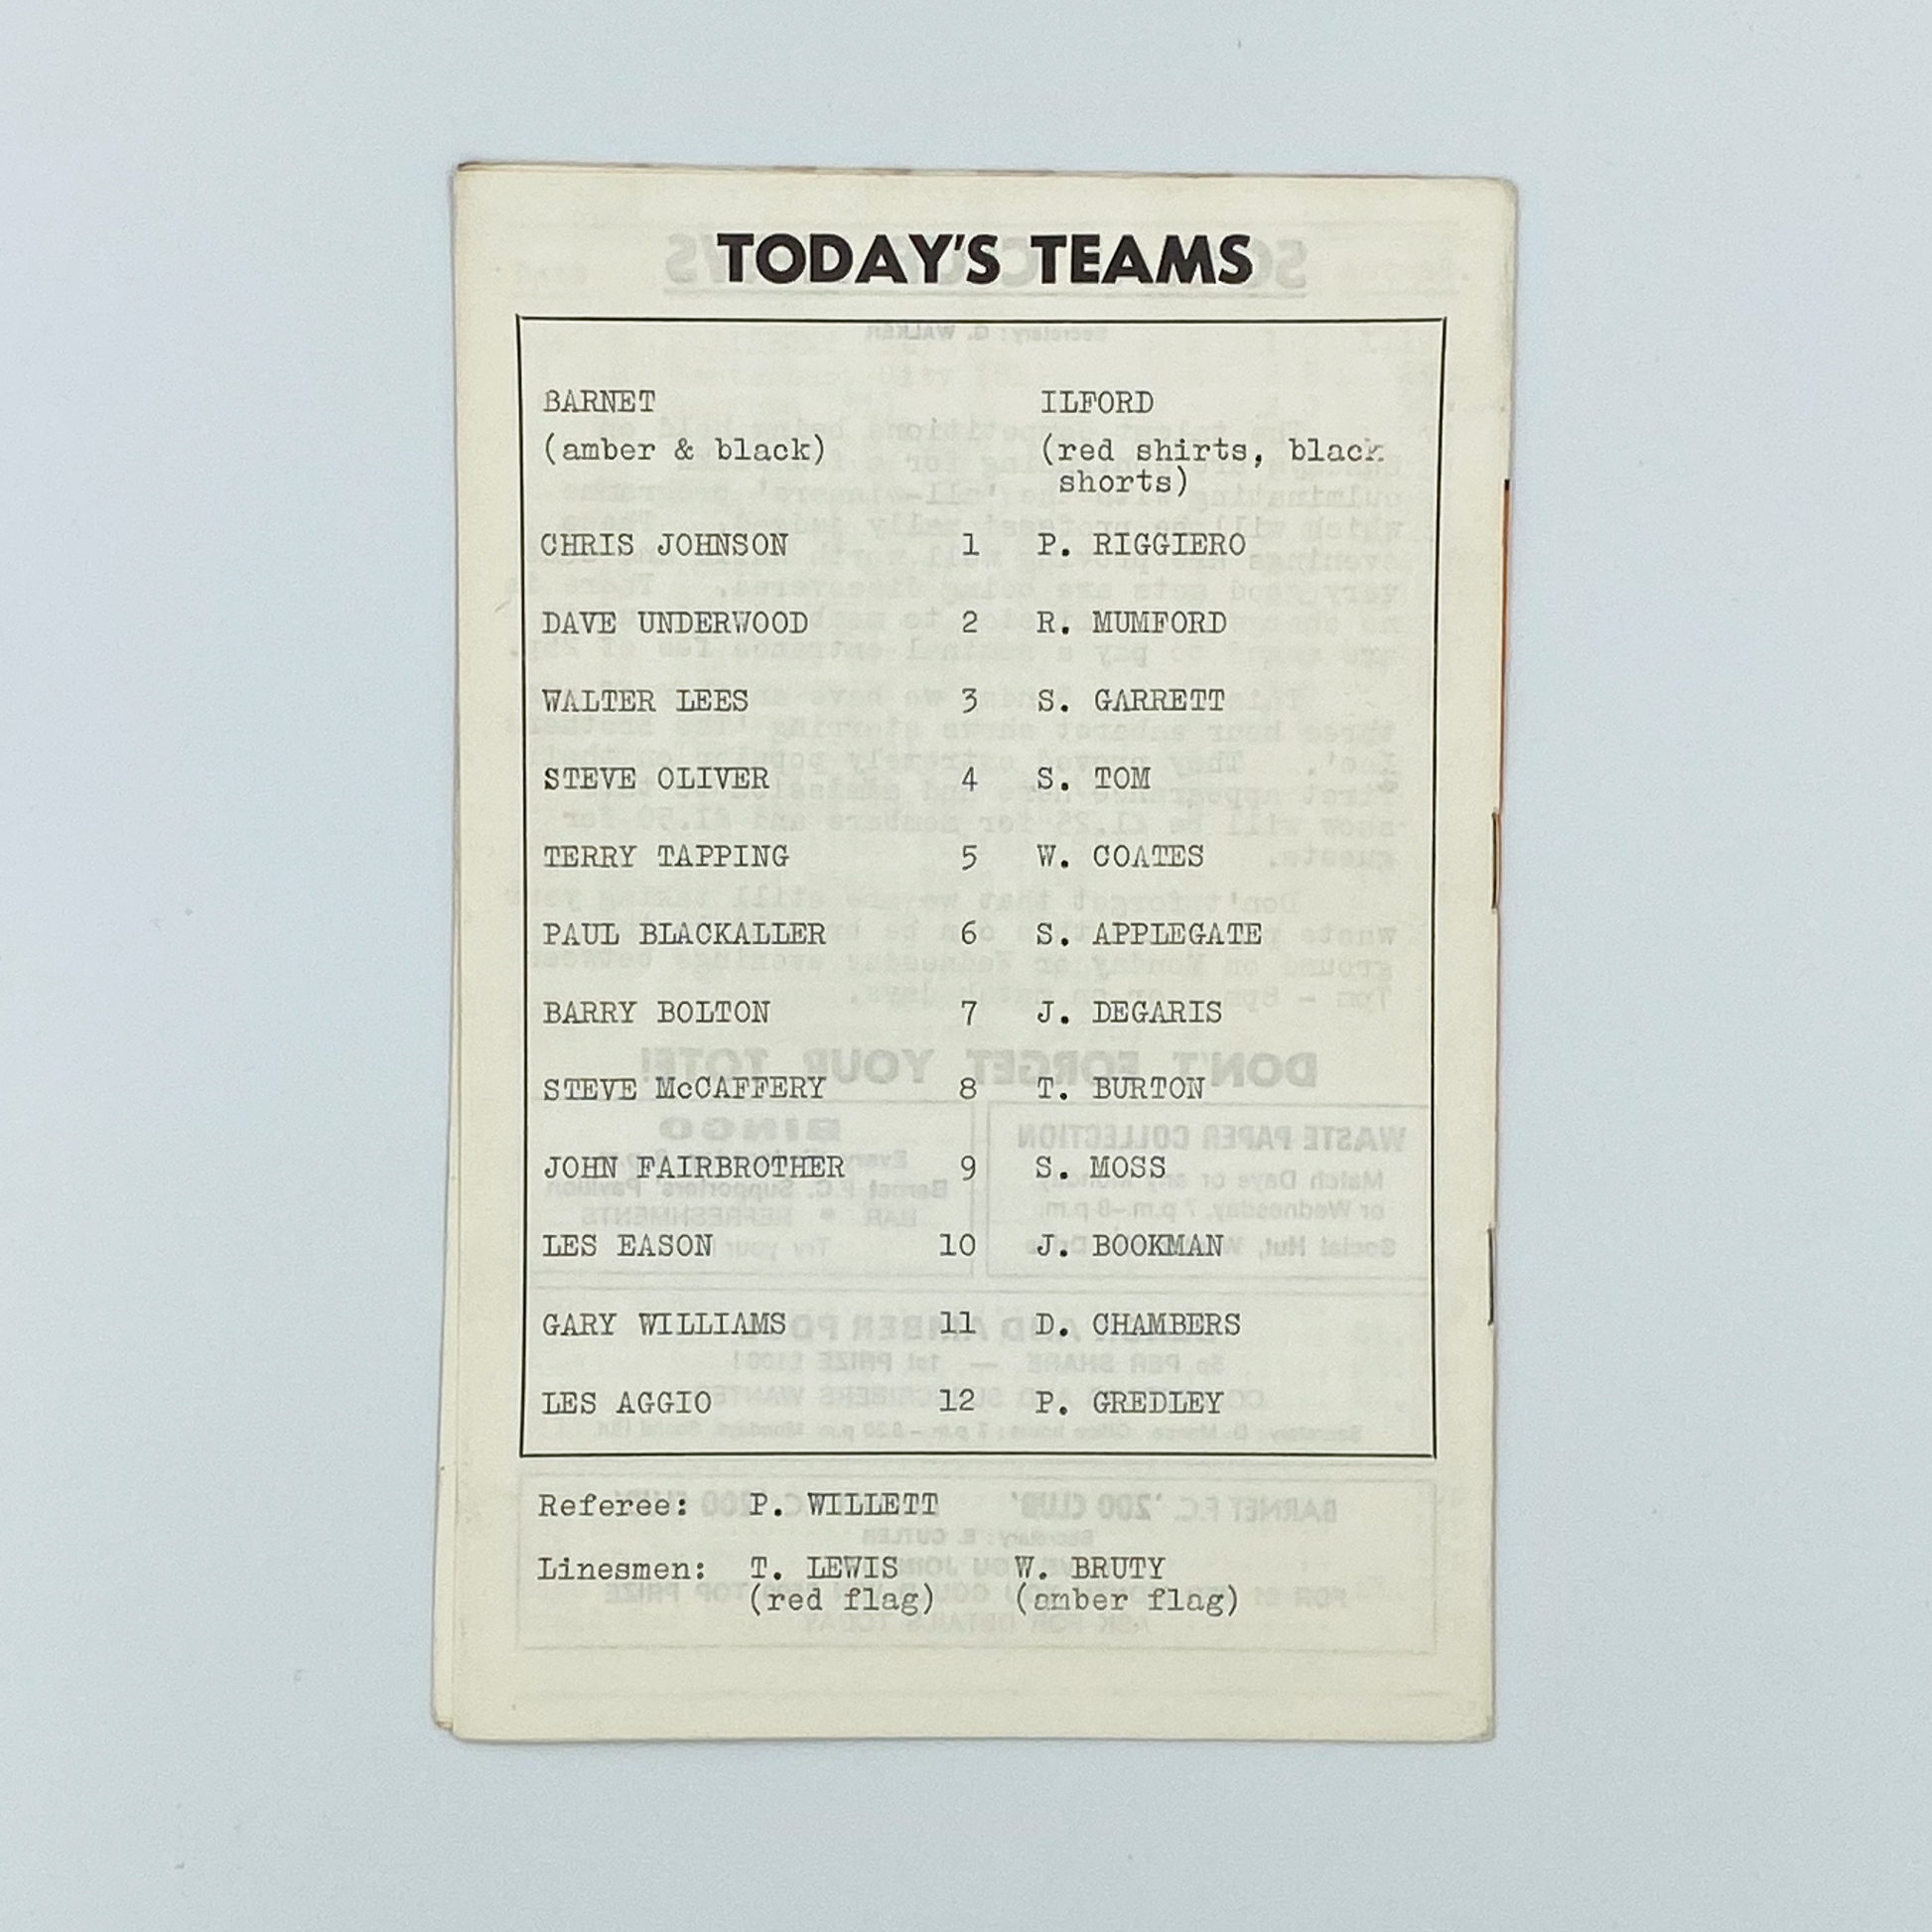 TODAY'S TEAMS
BARNET ILFORD
(amber & black) (red shirts, black
shorts)
CHRIS JOHNSON 1 P. RIGGIERO
DAVE UNDERWOOD 2 R. MUMFORD
WALTER LEES 3 S. GARRETT
STEVE OLIVER 4 S. TOM
TERRY TAPPING 5 W. COATES
PAUL BLACKALLER 6 S. APPLEGATE
BARRY BOLTON 7 J. DEGARIS
STEVE McCAFFERY 8 T. BURTON
JOHN FAIRBROTHER 9 S. MOSS
LES EASON 10 J. BOOKMAN
GARY WILLIAMS 11 D. CHAMBERS
LES AGGIO 12 P. GREDLEY
Referee: P. WILLETT
Linesmen: T. LEWIS W. BRUTY
(red flag) (amber flag)